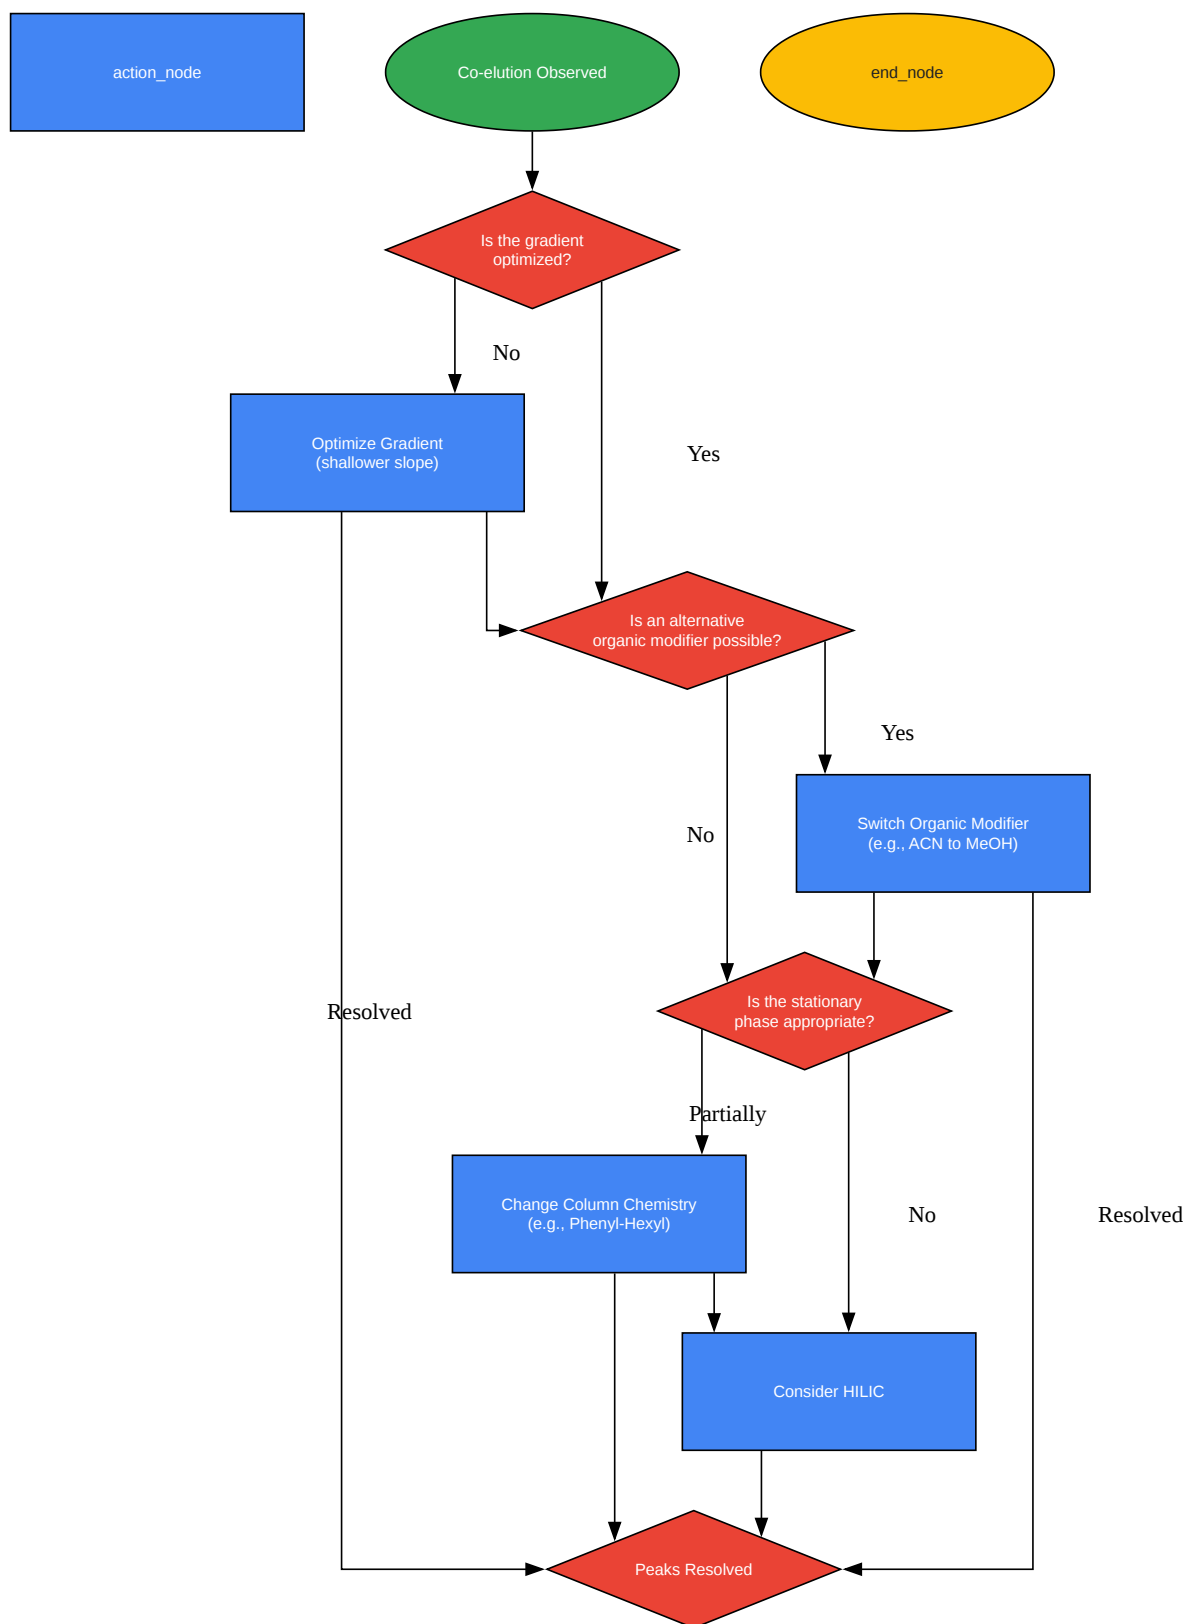 action_node
Co-elution Observed
end_node
Is the gradient
optimized?
No
Optimize Gradient
(shallower slope)
Yes
Is an alternative
organic modifier possible?
Yes
Switch Organic Modifier
(e.g., ACN to MeOH)
No
Is the stationary
phase appropriate?
Resolved
Partially
Change Column Chemistry
(e.g., Phenyl-Hexyl)
No
Resolved
Consider HILIC
Peaks Resolved